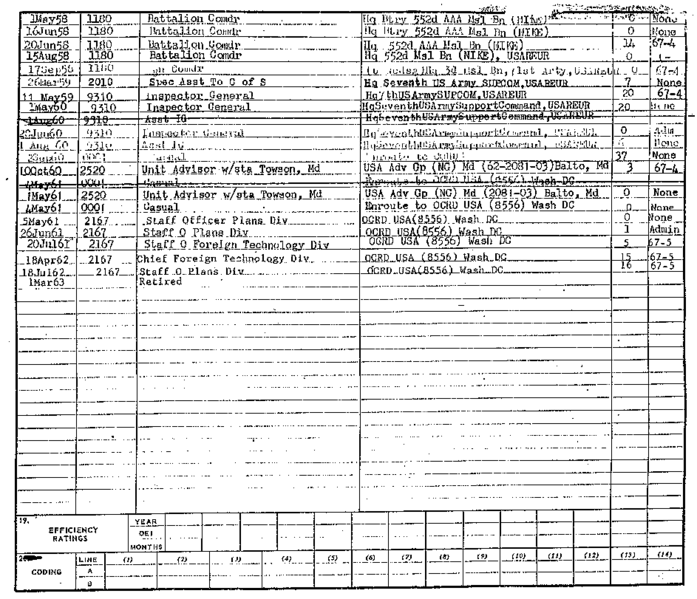 1May58 1180 Battalion Comdr Hq Btry 552d AAA Msl Bn (NIKE) 0 None
16Jun58 1180 Battalion Comdr Hq Btry 552d AAA Msl Bn (NIKE) 0 None
20Jun58 1180 Battalion Comdr Hq 552d AAA Msl Bn (NIKE) 14 67-4
15Aug58 1180 Battalion Comdr Hq 552d Msl Bn (NIKE), USAREUR 0
17Sep58 1180 Comdr Msl Bn, 1st Arty, 0 67-4
26Mar59 2010 Spec Asst To C of S Hq Seventh US Army SUPCOM, USAREUR 7 None
11 May59 9310 Inspector General Hq 7thUSArmySUPCOM, USAREUR 20 67-4
1May60 9310 Inspector General HqSeventhUSArmySupportCommand, USAREUR 20 None
1Aug60 9310 Asst IG HqSeventhUSArmySupportCommand, USAREUR
20Jun60 9310 Inspector General HqSeventhUSArmySupportCommand, USAREUR 0 Adm
1 Aug 60 9310 Asst IG HqSeventhUSArmySupportCommand, USAREUR None
0001 Casual Enroute to CONUS 37 None
10Oct60 2520 Unit Advisor w/sta Towson, Md USA Adv Gp (NG) Md (62-2081-03)Balto, Md 3 67-4
4May61 0001 Casual Enroute to OCRD USA (8556) Wash DC
1May61 2520 Unit Advisor w/sta Towson, Md USA Adv Gp (NG) Md (2081-03) Balto, Md 0 None
4May61 0001 Casual Enroute to OCRD USA (8556) Wash DC 0 None
5May61 2167 Staff Officer Plans Div OCRD USA(8556) Wash DC 0 None
26Jun61 2167 Staff O Plans Div OCRD USA(8556) Wash DC 1 Admin
20Jul61 2167 Staff O Foreign Technology Div OCRD USA (8556) Wash DC 5 67-5
18Apr62 2167 Chief Foreign Technology Div OCRD USA(8556) Wash DC 15 67-5
18Jul62 2167 Staff O Plans Div OCRD USA(8556) Wash DC 16 67-5
1Mar63 Retired
19. EFFICIENCY RATINGS YEAR
OEI
MONTHS
CODING LINE (1) (2) (3) (4) (5) (6) (7) (8) (9) (10) (11) (12) (13) (14)
A
B